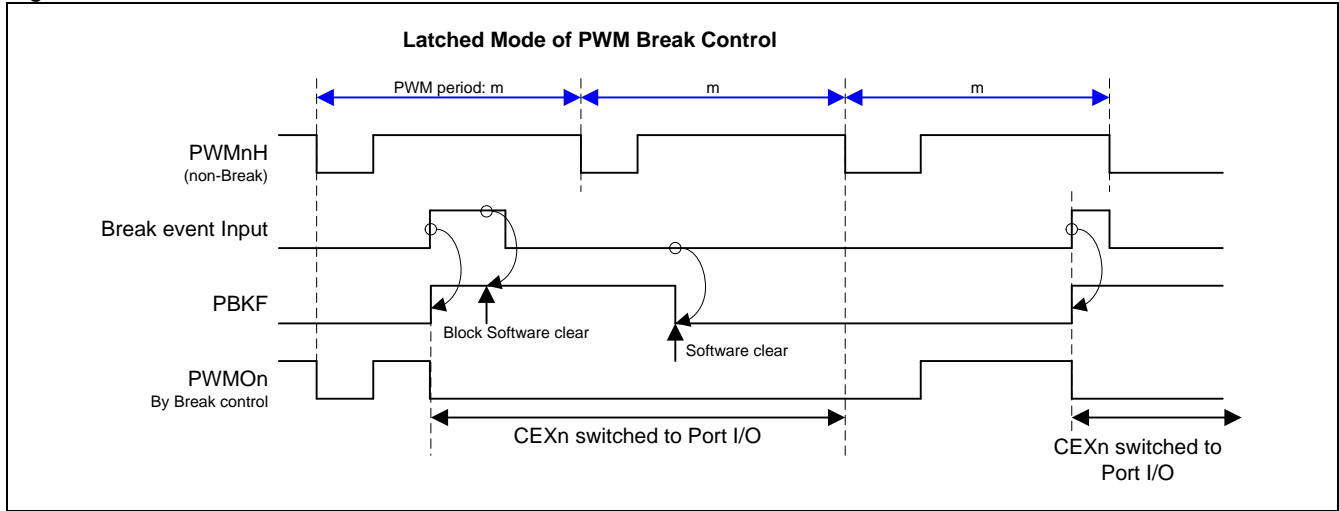 Latched Mode of PWM Break Control
PWM period: m
m
m
PWMnH
(non-Break)
Break event Input
PBKF
Block Software clear
Software clear
PWMOn
By Break control
CEXn switched to Port I/O
CEXn switched to
Port I/O